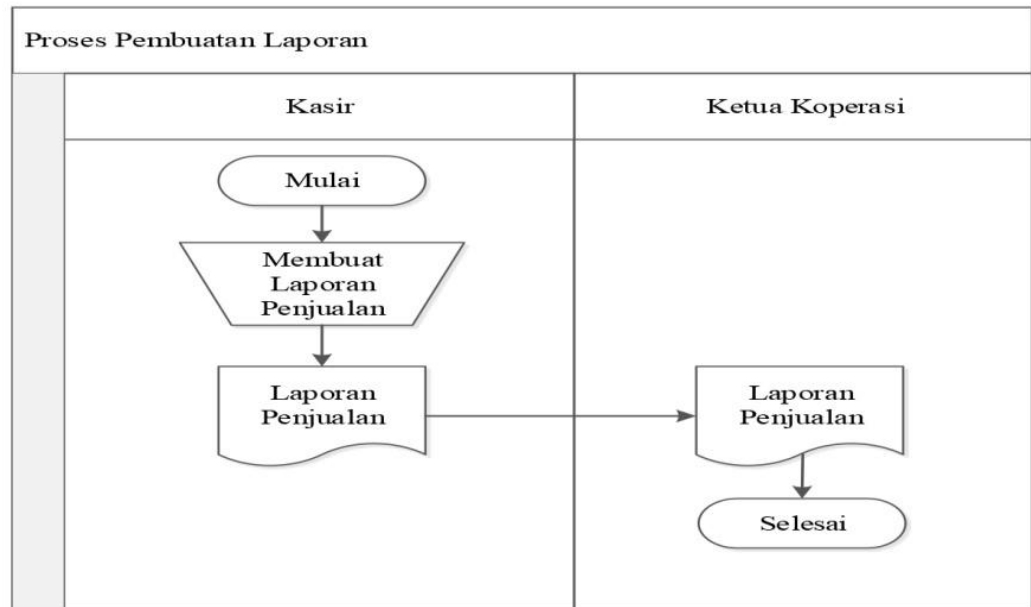 Proses Pembuatan Laporan
Kasir
Ketua Koperasi
Mulai
Membuat
Laporan
Penjualan
Laporan
Penjualan
Laporan
Penjualan
Selesai